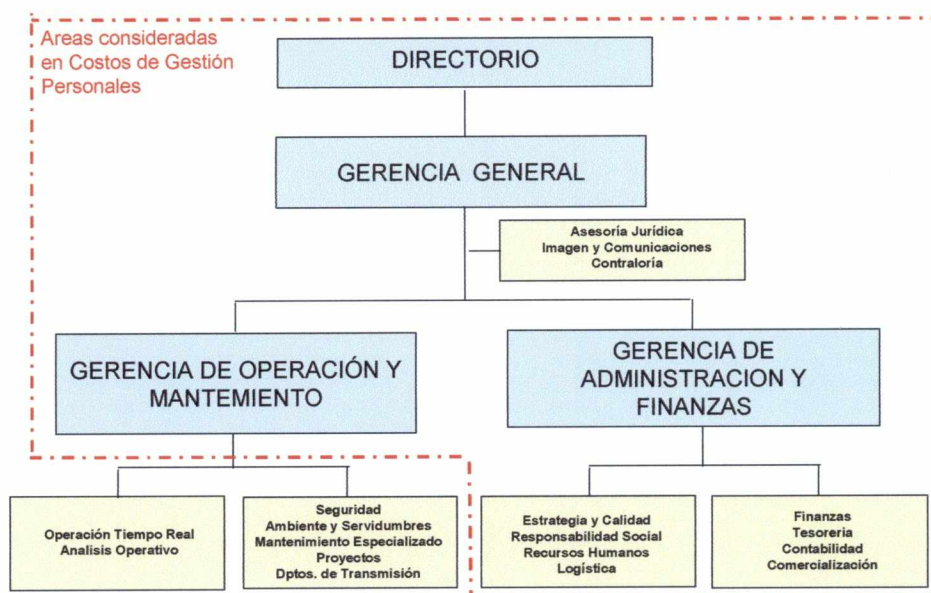 Areas consideradas
en Costos de Gestión
Personales
DIRECTORIO
GERENCIA GENERAL
Asesoría Jurídica
Imagen y Comunicaciones
Contraloría
GERENCIA DE OPERACIÓN Y
MANTEMIENTO
GERENCIA DE
ADMINISTRACION Y
FINANZAS
Operación Tiempo Real
Analisis Operativo
Seguridad
Ambiente y Servidumbres
Mantenimiento Especializado
Proyectos
Dptos. de Transmisión
Estrategia y Calidad
Responsabilidad Social
Recursos Humanos
Logística
Finanzas
Tesoreria
Contabilidad
Comercialización